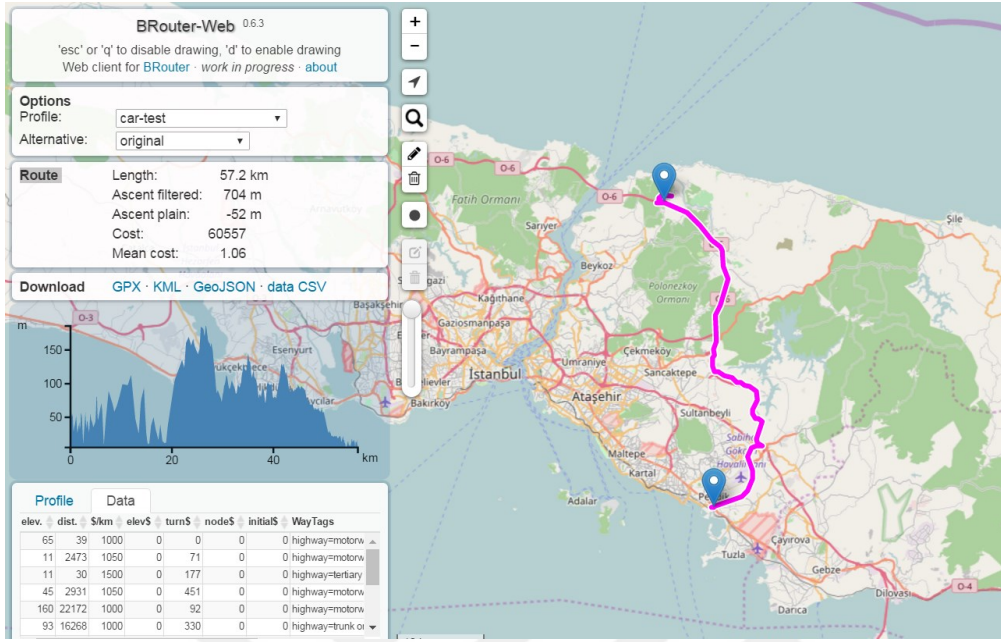 BRouter-Web 0.6.3
'esc' or 'q' to disable drawing, 'd' to enable drawing
Web client for BRouter · work in progress · about
Options
Profile: car-test
Alternative: original
Route
Length: 57.2 km
Ascent filtered: 704 m
Ascent plain: -52 m
Cost: 60557
Mean cost: 1.06
Download GPX · KML · GeoJSON · data CSV
m
150
100
50
0 20 40 km
Profile Data
elev. dist. $/km elev$ turn$ node$ initial$ WayTags
65 39 1000 0 0 0 0 highway=motorw
11 2473 1050 0 71 0 0 highway=motorw
11 30 1500 0 177 0 0 highway=tertiary
45 2931 1050 0 451 0 0 highway=motorw
160 22172 1000 0 92 0 0 highway=motorw
93 16268 1000 0 330 0 0 highway=trunk
+
−
O-6
O-6
O-6
O-6
O-6
Fatih Ormanı
Sarıyer
Şile
Beykoz
Polonezköy
Ormanı
Kağıthane
Gaziosmanpaşa
Başakşehir
O-3
Esenyurt
Bayrampaşa
Bakırköy
İstanbul
Ümraniye
Çekmeköy
Sancaktepe
Ataşehir
Sultanbeyli
Maltepe
Kartal
Adalar
Tuzla
Çayırova
Gebze
Darıca
Dilovası
O-4